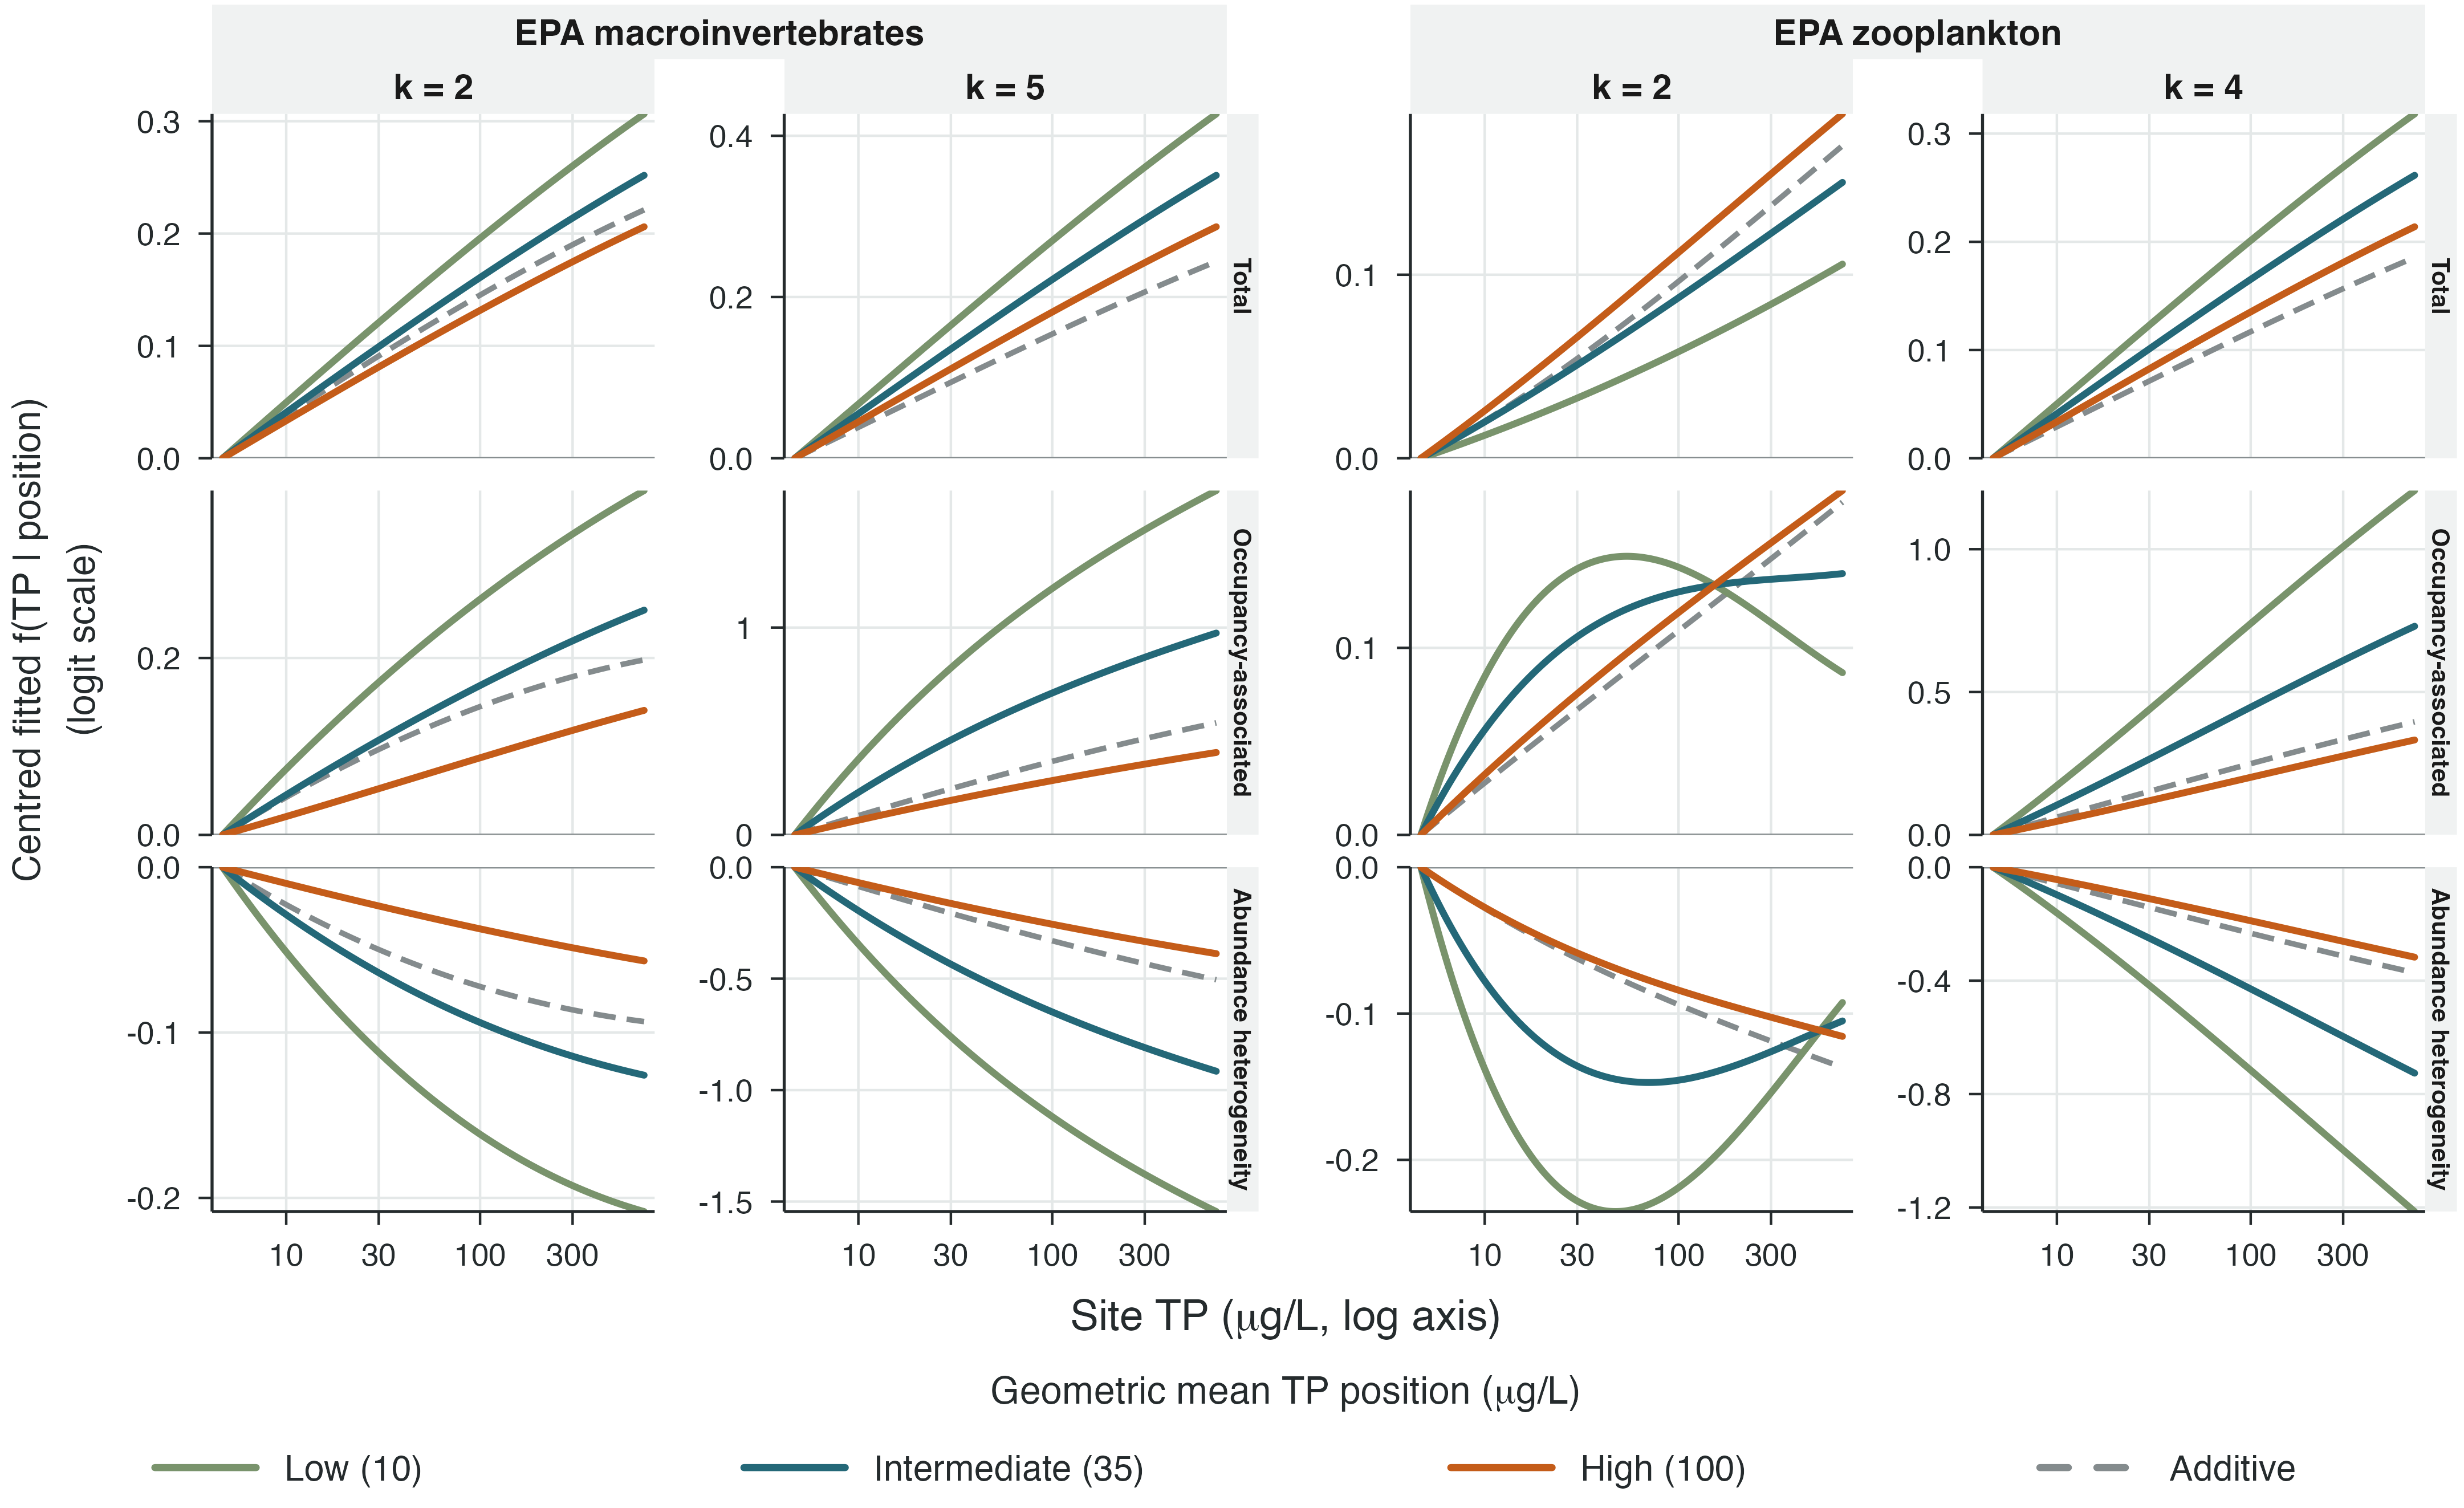 EPA macroinvertebrates
EPA zooplankton
k = 2
k = 5
k = 2
k = 4
Centred fitted f(TP | position)
(logit scale)
0.3
0.2
0.1
0.0
0.4
0.2
0.0
Total
0.1
0.0
0.3
0.2
0.1
0.0
Total
0.2
0.0
1
0
Occupancy-associated
0.1
0.0
1.0
0.5
0.0
Occupancy-associated
0.0
-0.1
-0.2
0.0
-0.5
-1.0
-1.5
Abundance heterogeneity
0.0
-0.1
-0.2
0.0
-0.4
-0.8
-1.2
Abundance heterogeneity
10 30 100 300
10 30 100 300
10 30 100 300
10 30 100 300
Site TP (μg/L, log axis)
Geometric mean TP position (μg/L)
Low (10)
Intermediate (35)
High (100)
Additive